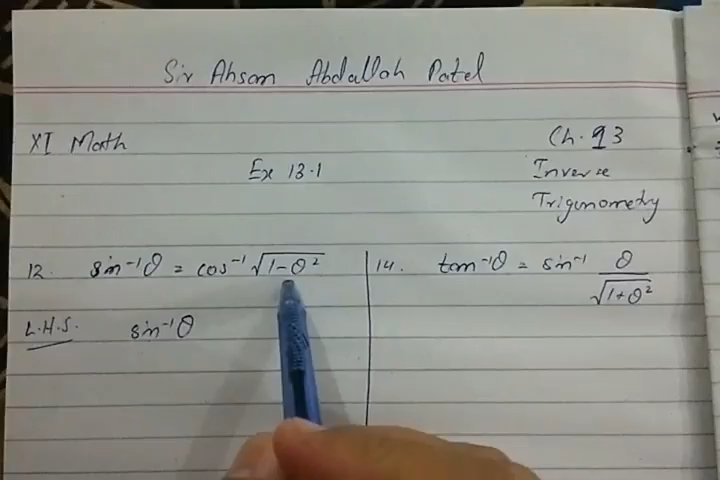 Sir Ahsan Abdallah Patel
XI Math
Ch. 13
Ex 13.1
Inverse
Trigonometry
12. sin⁻¹θ = cos⁻¹ √(1-θ²)
14. tan⁻¹θ = sin⁻¹ θ/√(1+θ²)
L.H.S. sin⁻¹θ